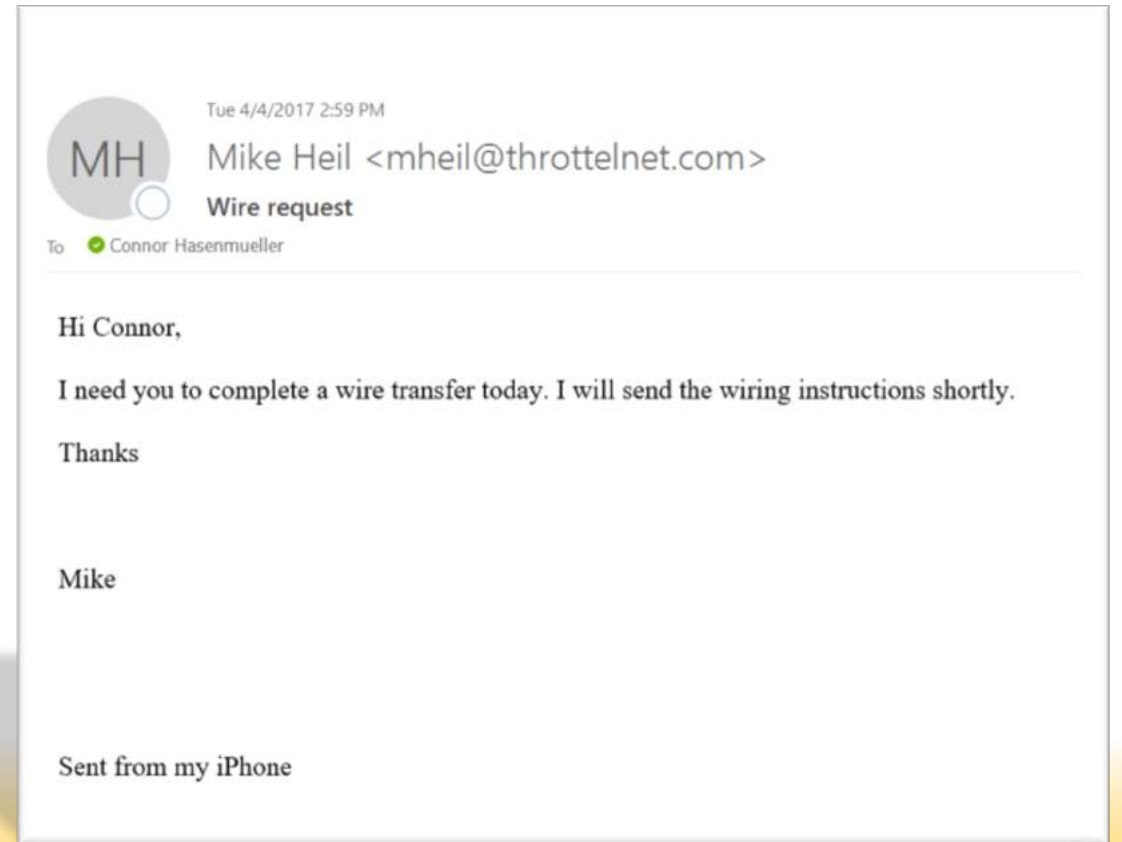 MH
Tue 4/4/2017 2:59 PM
Mike Heil <mheil@throttelnet.com>
Wire request
To Connor Hasenmueller
Hi Connor,
I need you to complete a wire transfer today. I will send the wiring instructions shortly.
Thanks
Mike
Sent from my iPhone